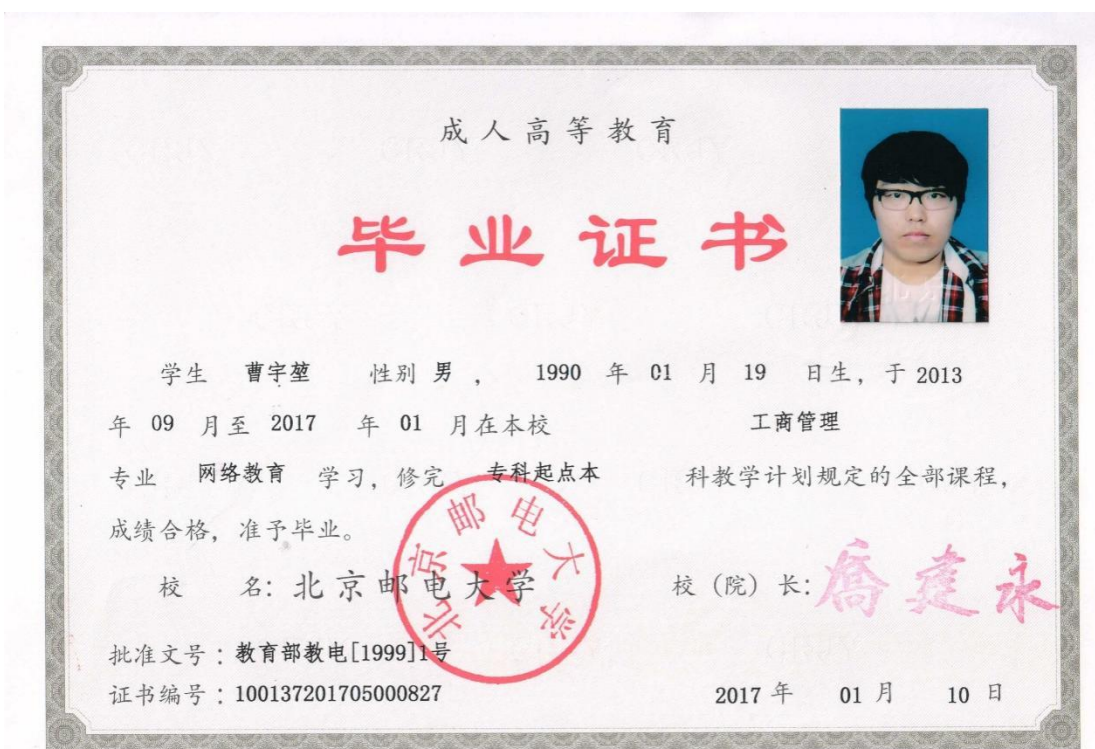 成人高等教育
毕业证书
学生 曹宇堃 性别 男 ， 1990 年 01 月 19 日生，于 2013
年 09 月至 2017 年 01 月在本校 工商管理
专业 网络教育 学习，修完 专科起点本 科教学计划规定的全部课程，
成绩合格，准予毕业。
校 名：北京邮电大学 校（院）长：喬建永
北京邮电大学
批准文号：教育部教电[1999]1号
证书编号：100137201705000827 2017 年 01 月 10 日